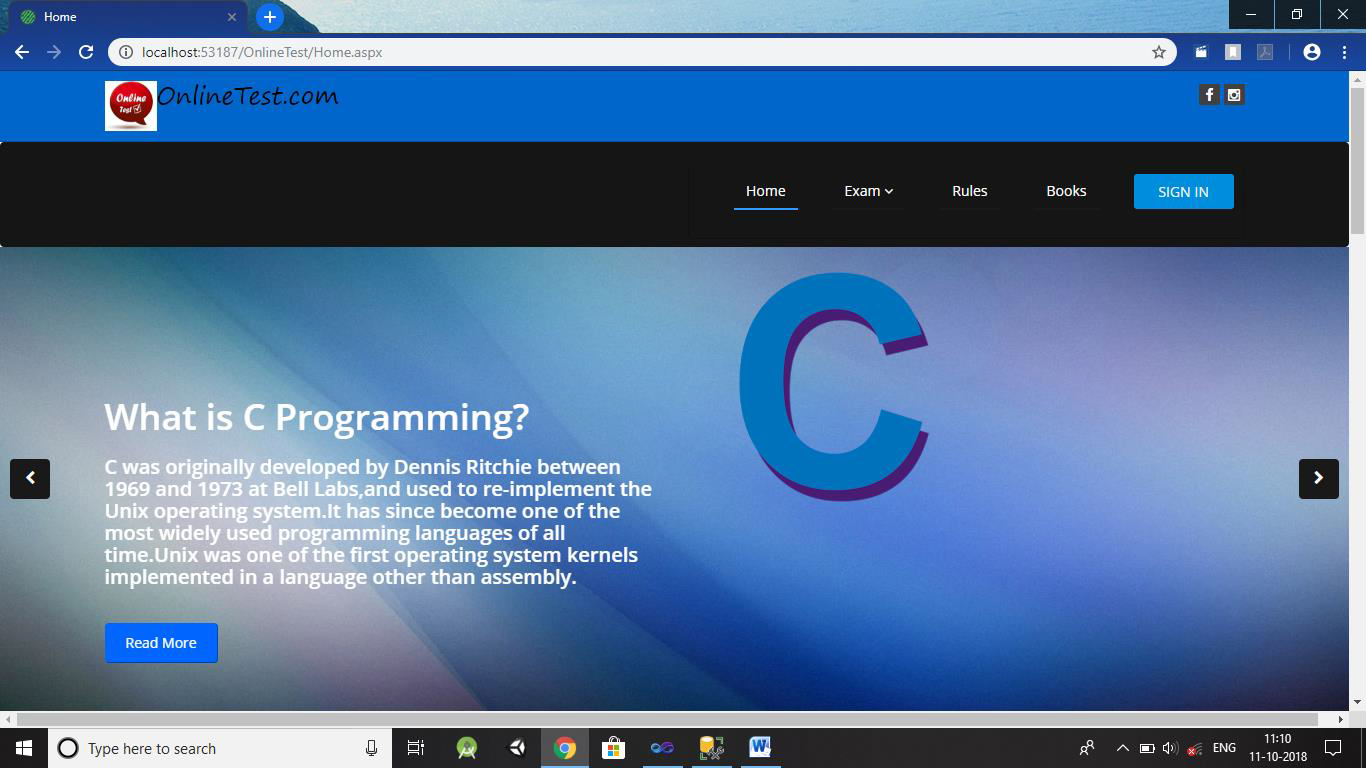 Home
localhost:53187/OnlineTest/Home.aspx
Online
Test
OnlineTest.com
Home
Exam
Rules
Books
SIGN IN
C
What is C Programming?
C was originally developed by Dennis Ritchie between
1969 and 1973 at Bell Labs,and used to re-implement the
Unix operating system.It has since become one of the
most widely used programming languages of all
time.Unix was one of the first operating system kernels
implemented in a language other than assembly.
Read More
Type here to search
W
ENG
11:10
11-10-2018